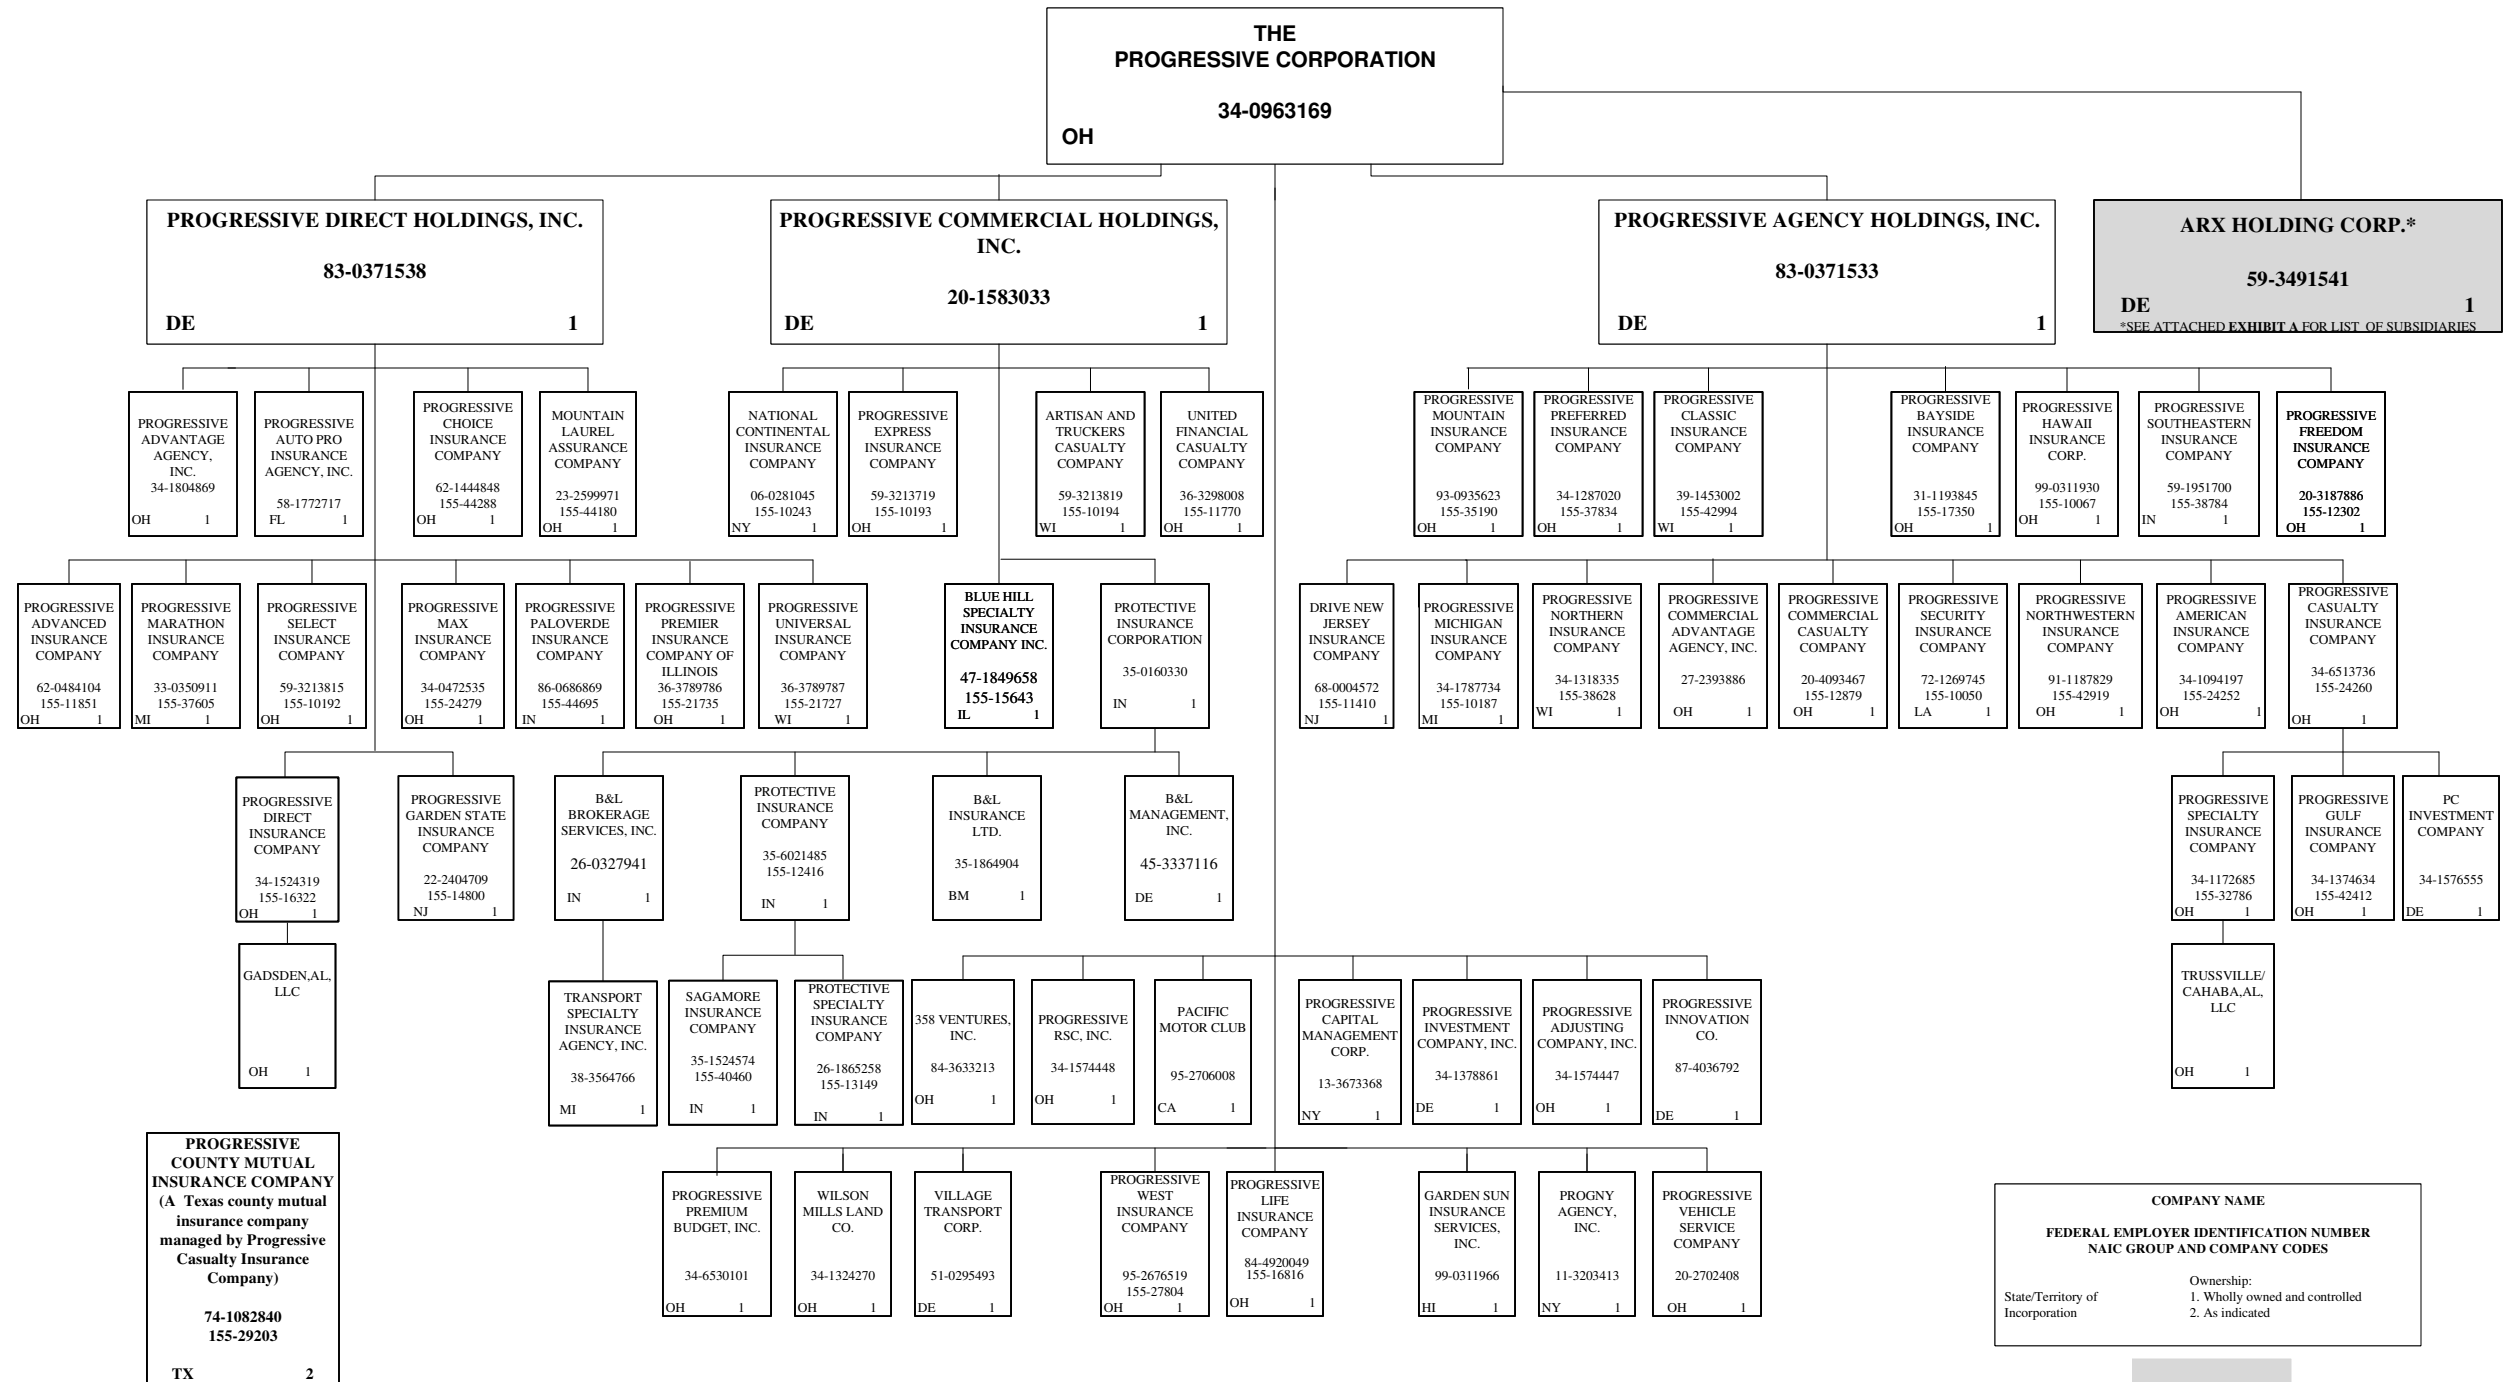 THE
PROGRESSIVE CORPORATION
34-0963169
OH
PROGRESSIVE DIRECT HOLDINGS, INC.
83-0371538
DE 1
PROGRESSIVE COMMERCIAL HOLDINGS,
INC.
20-1583033
DE 1
PROGRESSIVE AGENCY HOLDINGS, INC.
83-0371533
DE 1
ARX HOLDING CORP.*
59-3491541
DE 1
*SEE ATTACHED EXHIBIT A FOR LIST OF SUBSIDIARIES
PROGRESSIVE
ADVANTAGE
AGENCY,
INC.
34-1804869
OH 1
PROGRESSIVE
AUTO PRO
INSURANCE
AGENCY, INC.
58-1772717
FL 1
PROGRESSIVE
CHOICE
INSURANCE
COMPANY
62-1444848
155-44288
OH 1
MOUNTAIN
LAUREL
ASSURANCE
COMPANY
23-2599971
155-44180
OH 1
NATIONAL
CONTINENTAL
INSURANCE
COMPANY
06-0281045
155-10243
NY 1
PROGRESSIVE
EXPRESS
INSURANCE
COMPANY
59-3213719
155-10193
OH 1
ARTISAN AND
TRUCKERS
CASUALTY
COMPANY
59-3213819
155-10194
WI 1
UNITED
FINANCIAL
CASUALTY
COMPANY
36-3298008
155-11770
OH 1
PROGRESSIVE
MOUNTAIN
INSURANCE
COMPANY
93-0935623
155-35190
OH 1
PROGRESSIVE
PREFERRED
INSURANCE
COMPANY
34-1287020
155-37834
OH 1
PROGRESSIVE
CLASSIC
INSURANCE
COMPANY
39-1453002
155-42994
WI 1
PROGRESSIVE
BAYSIDE
INSURANCE
COMPANY
31-1193845
155-17350
OH 1
PROGRESSIVE
HAWAII
INSURANCE
CORP.
99-0311930
155-10067
OH 1
PROGRESSIVE
SOUTHEASTERN
INSURANCE
COMPANY
59-1951700
155-38784
IN 1
PROGRESSIVE
FREEDOM
INSURANCE
COMPANY
20-3187886
155-12302
OH 1
PROGRESSIVE
ADVANCED
INSURANCE
COMPANY
62-0484104
155-11851
OH 1
PROGRESSIVE
MARATHON
INSURANCE
COMPANY
33-0350911
155-37605
MI 1
PROGRESSIVE
SELECT
INSURANCE
COMPANY
59-3213815
155-10192
OH 1
PROGRESSIVE
MAX
INSURANCE
COMPANY
34-0472535
155-24279
OH 1
PROGRESSIVE
PALOVERDE
INSURANCE
COMPANY
86-0686869
155-44695
IN 1
PROGRESSIVE
PREMIER
INSURANCE
COMPANY OF
ILLINOIS
36-3789786
155-21735
OH 1
PROGRESSIVE
UNIVERSAL
INSURANCE
COMPANY
36-3789787
155-21727
WI 1
BLUE HILL
SPECIALTY
INSURANCE
COMPANY INC.
47-1849658
155-15643
IL 1
PROTECTIVE
INSURANCE
CORPORATION
35-0160330
IN 1
DRIVE NEW
JERSEY
INSURANCE
COMPANY
68-0004572
155-11410
NJ 1
PROGRESSIVE
MICHIGAN
INSURANCE
COMPANY
34-1787734
155-10187
MI 1
PROGRESSIVE
NORTHERN
INSURANCE
COMPANY
34-1318335
155-38628
WI 1
PROGRESSIVE
COMMERCIAL
ADVANTAGE
AGENCY, INC.
27-2393886
OH 1
PROGRESSIVE
COMMERCIAL
CASUALTY
COMPANY
20-4093467
155-12879
OH 1
PROGRESSIVE
SECURITY
INSURANCE
COMPANY
72-1269745
155-10050
LA 1
PROGRESSIVE
NORTHWESTERN
INSURANCE
COMPANY
91-1187829
155-42919
OH 1
PROGRESSIVE
AMERICAN
INSURANCE
COMPANY
34-1094197
155-24252
OH 1
PROGRESSIVE
CASUALTY
INSURANCE
COMPANY
34-6513736
155-24260
OH 1
PROGRESSIVE
DIRECT
INSURANCE
COMPANY
34-1524319
155-16322
OH 1
PROGRESSIVE
GARDEN STATE
INSURANCE
COMPANY
22-2404709
155-14800
NJ 1
B&L
BROKERAGE
SERVICES, INC.
26-0327941
IN 1
PROTECTIVE
INSURANCE
COMPANY
35-6021485
155-12416
IN 1
B&L
INSURANCE
LTD.
35-1864904
BM 1
B&L
MANAGEMENT,
INC.
45-3337116
DE 1
PROGRESSIVE
SPECIALTY
INSURANCE
COMPANY
34-1172685
155-32786
OH 1
PROGRESSIVE
GULF
INSURANCE
COMPANY
34-1374634
155-42412
OH 1
PC
INVESTMENT
COMPANY
34-1576555
DE 1
GADSDEN,AL,
LLC
OH 1
TRANSPORT
SPECIALTY
INSURANCE
AGENCY, INC.
38-3564766
MI 1
SAGAMORE
INSURANCE
COMPANY
35-1524574
155-40460
IN 1
PROTECTIVE
SPECIALTY
INSURANCE
COMPANY
26-1865258
155-13149
IN 1
358 VENTURES,
INC.
84-3633213
OH 1
PROGRESSIVE
RSC, INC.
34-1574448
OH 1
PACIFIC
MOTOR CLUB
95-2706008
CA 1
PROGRESSIVE
CAPITAL
MANAGEMENT
CORP.
13-3673368
NY 1
PROGRESSIVE
INVESTMENT
COMPANY, INC.
34-1378861
DE 1
PROGRESSIVE
ADJUSTING
COMPANY, INC.
34-1574447
OH 1
PROGRESSIVE
INNOVATION
CO.
87-4036792
DE 1
TRUSSVILLE/
CAHABA,AL,
LLC
OH 1
PROGRESSIVE
COUNTY MUTUAL
INSURANCE COMPANY
(A Texas county mutual
insurance company
managed by Progressive
Casualty Insurance
Company)
74-1082840
155-29203
TX 2
PROGRESSIVE
PREMIUM
BUDGET, INC.
34-6530101
OH 1
WILSON
MILLS LAND
CO.
34-1324270
OH 1
VILLAGE
TRANSPORT
CORP.
51-0295493
DE 1
PROGRESSIVE
WEST
INSURANCE
COMPANY
95-2676519
155-27804
OH 1
PROGRESSIVE
LIFE
INSURANCE
COMPANY
84-4920049
155-16816
OH 1
GARDEN SUN
INSURANCE
SERVICES,
INC.
99-0311966
HI 1
PROGNY
AGENCY,
INC.
11-3203413
NY 1
PROGRESSIVE
VEHICLE
SERVICE
COMPANY
20-2702408
OH 1
COMPANY NAME
FEDERAL EMPLOYER IDENTIFICATION NUMBER
NAIC GROUP AND COMPANY CODES
Ownership:
State/Territory of 1. Wholly owned and controlled
Incorporation 2. As indicated